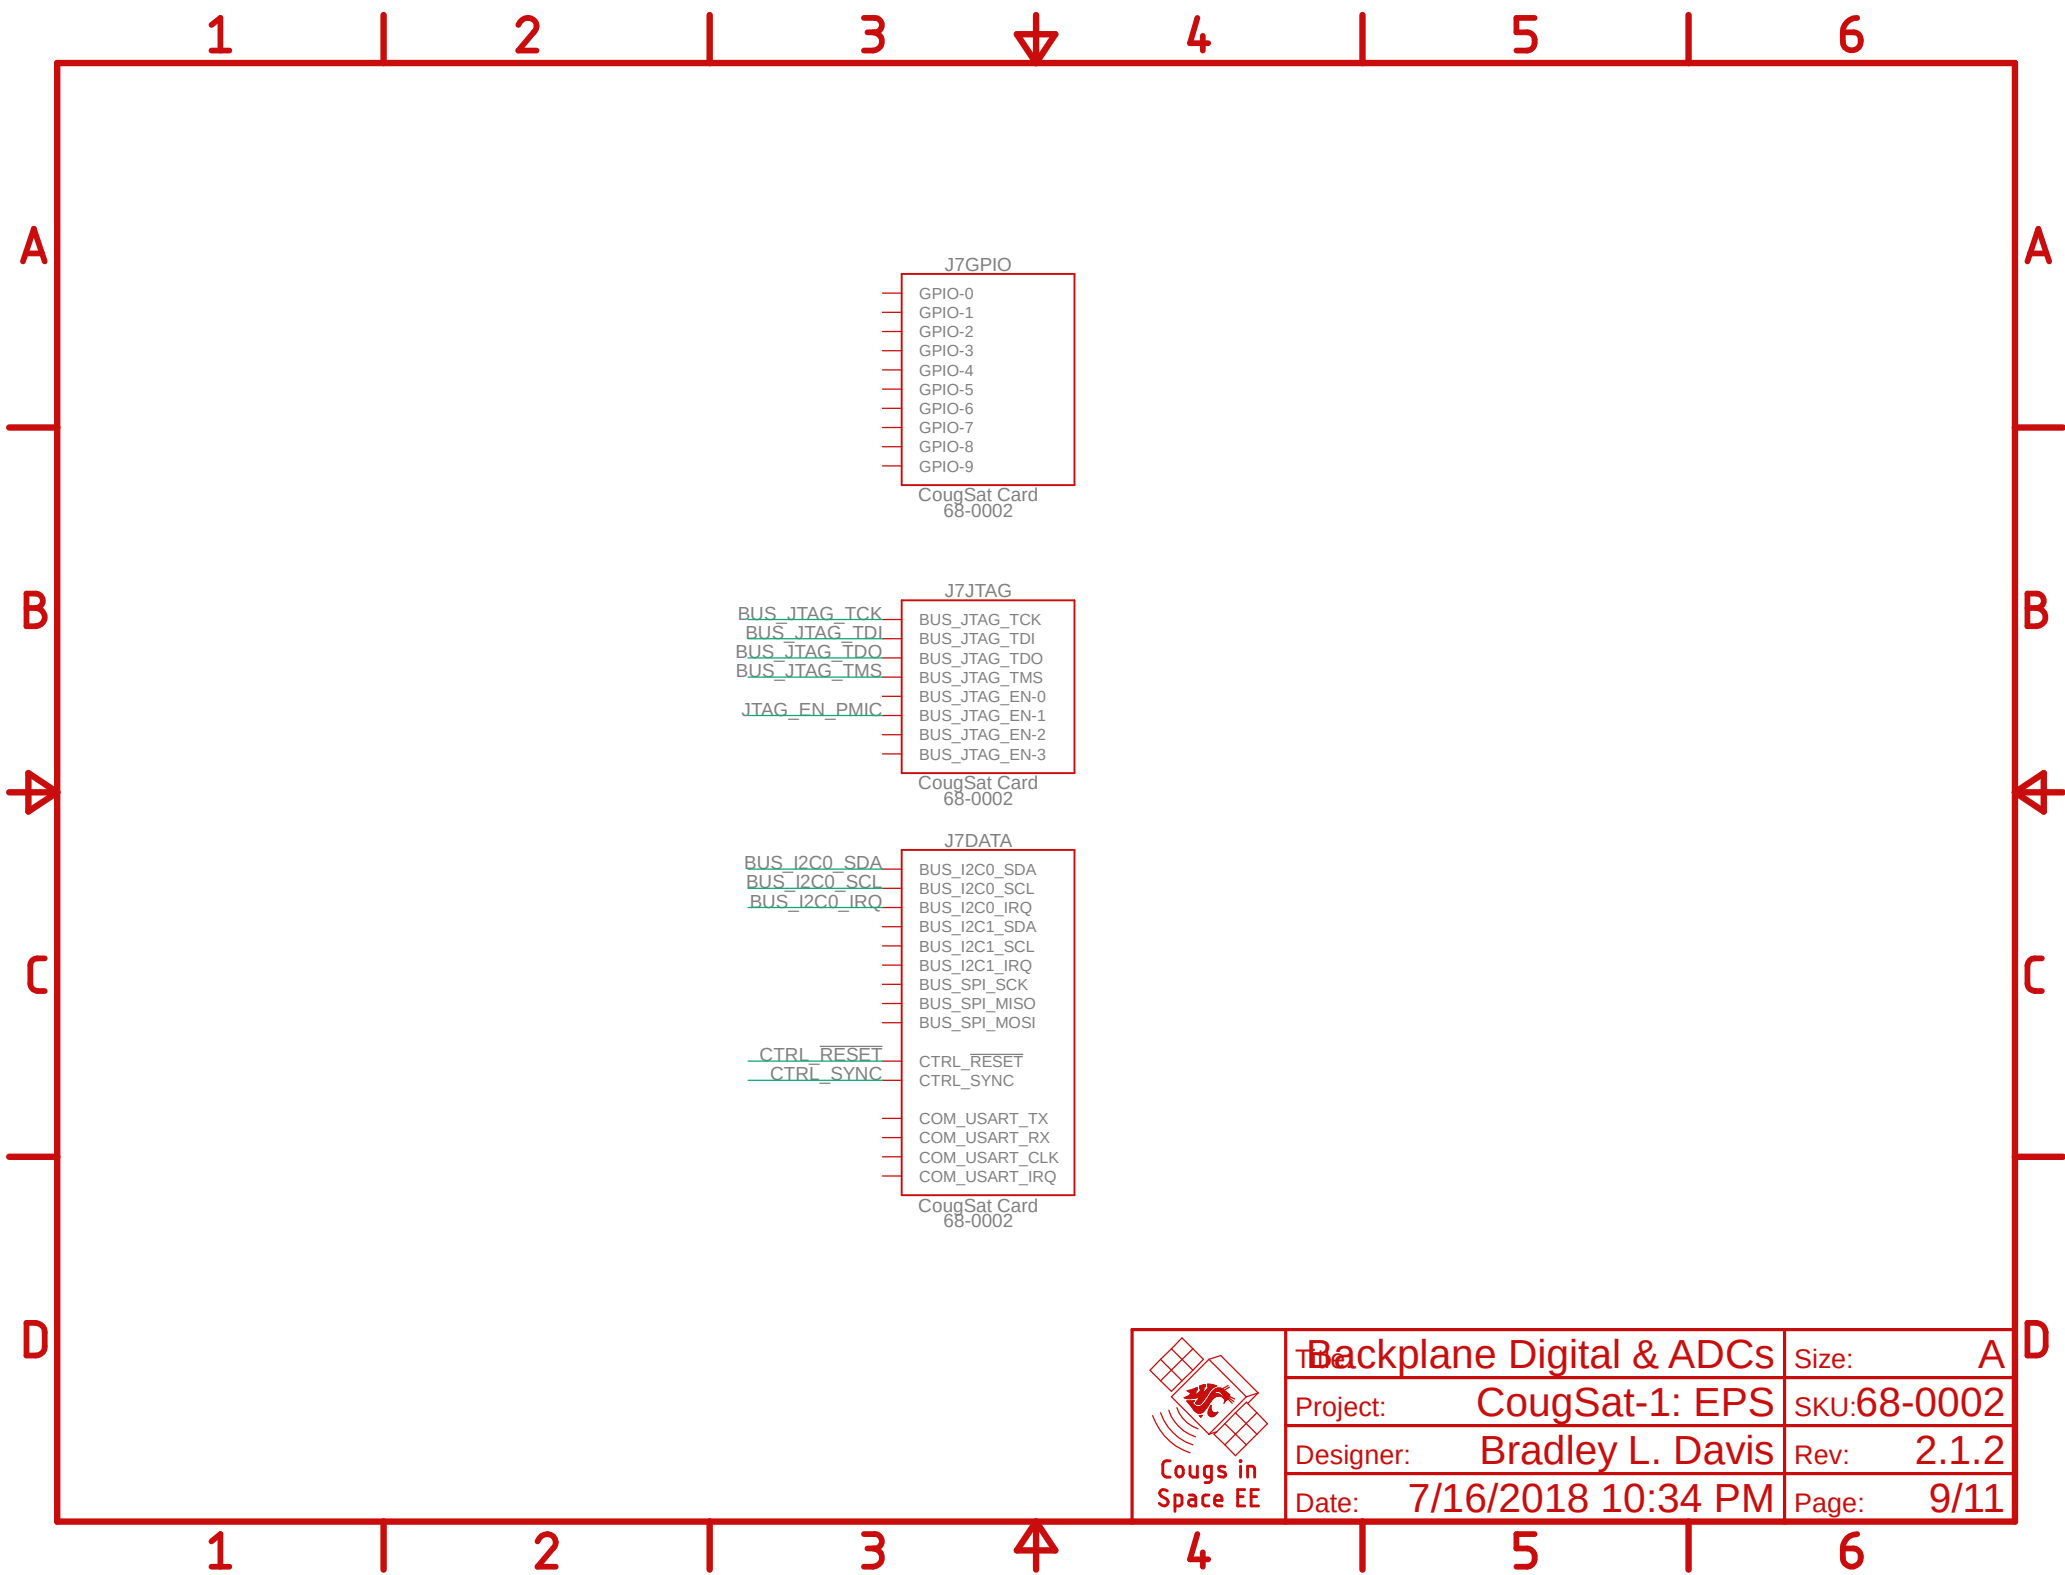 1 2 3 4 5 6
A A
J7GPIO
GPIO-0
GPIO-1
GPIO-2
GPIO-3
GPIO-4
GPIO-5
GPIO-6
GPIO-7
GPIO-8
GPIO-9
CougSat Card
68-0002
B B
J7JTAG
BUS_JTAG_TCK BUS_JTAG_TCK
BUS_JTAG_TDI BUS_JTAG_TDI
BUS_JTAG_TDO BUS_JTAG_TDO
BUS_JTAG_TMS BUS_JTAG_TMS
BUS_JTAG_EN-0
JTAG_EN_PMIC BUS_JTAG_EN-1
BUS_JTAG_EN-2
BUS_JTAG_EN-3
CougSat Card
68-0002
J7DATA
BUS_I2C0_SDA BUS_I2C0_SDA
BUS_I2C0_SCL BUS_I2C0_SCL
BUS_I2C0_IRQ BUS_I2C0_IRQ
BUS_I2C1_SDA
BUS_I2C1_SCL
BUS_I2C1_IRQ
C C
BUS_SPI_SCK
BUS_SPI_MISO
BUS_SPI_MOSI
CTRL_RESET CTRL_RESET
CTRL_SYNC CTRL_SYNC
COM_USART_TX
COM_USART_RX
COM_USART_CLK
COM_USART_IRQ
CougSat Card
68-0002
D D
Title: Backplane Digital & ADCs Size: A
Project: CougSat-1: EPS SKU: 68-0002
Designer: Bradley L. Davis Rev: 2.1.2
Date: 7/16/2018 10:34 PM Page: 9/11
Cougs in
Space EE
1 2 3 4 5 6